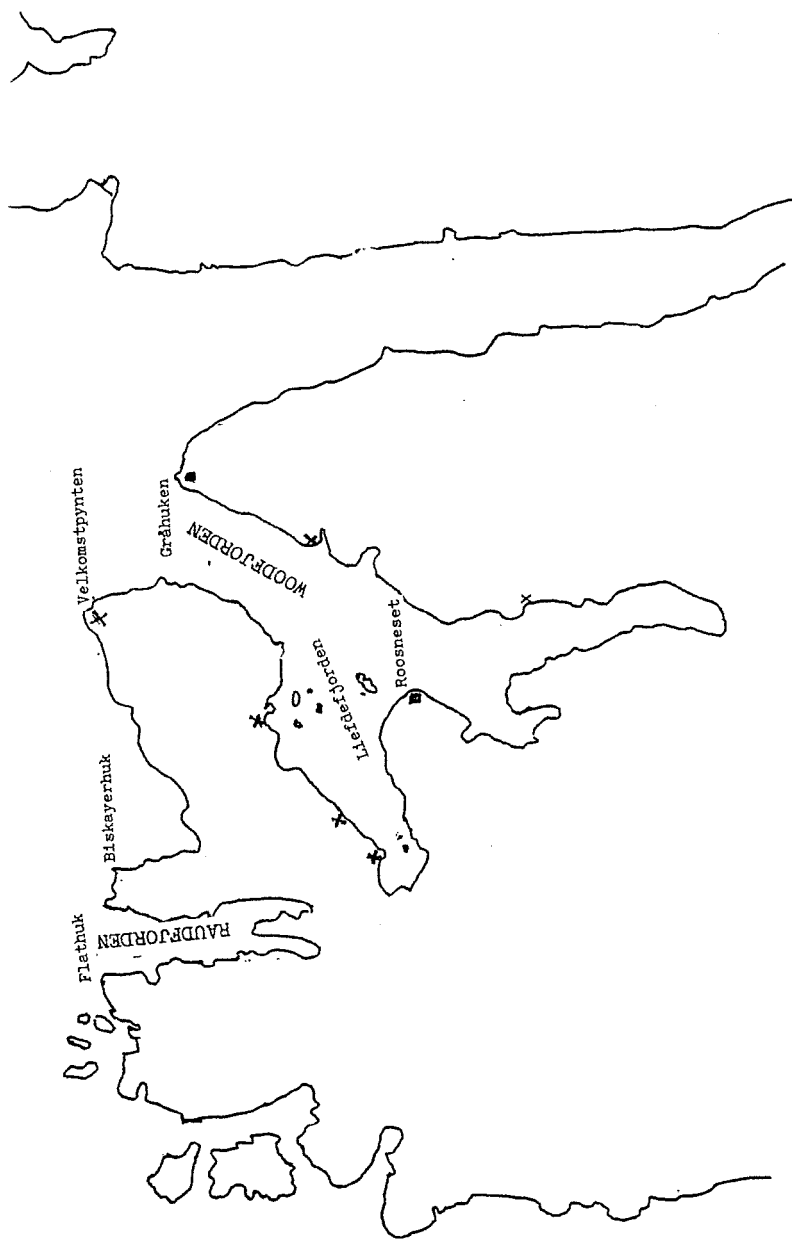 Flathuk
RAUDFJORDEN
Biskayerhuk
Velkomstpynten
Gråhuken
WOODFJORDEN
Liefdefjorden
Roosneset